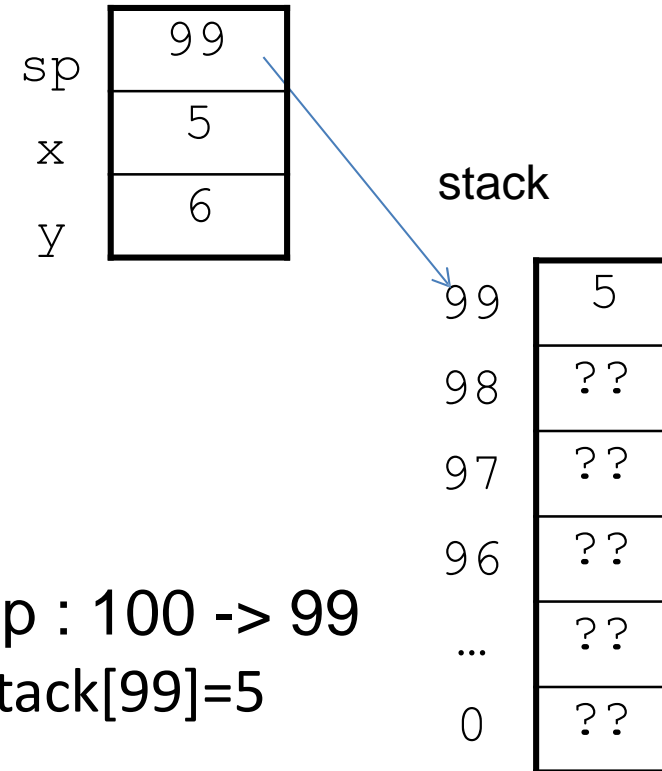 sp 99
x 5
y 6
stack
99 5
98 ??
97 ??
96 ??
… ??
0 ??
p : 100 -> 99
tack[99]=5